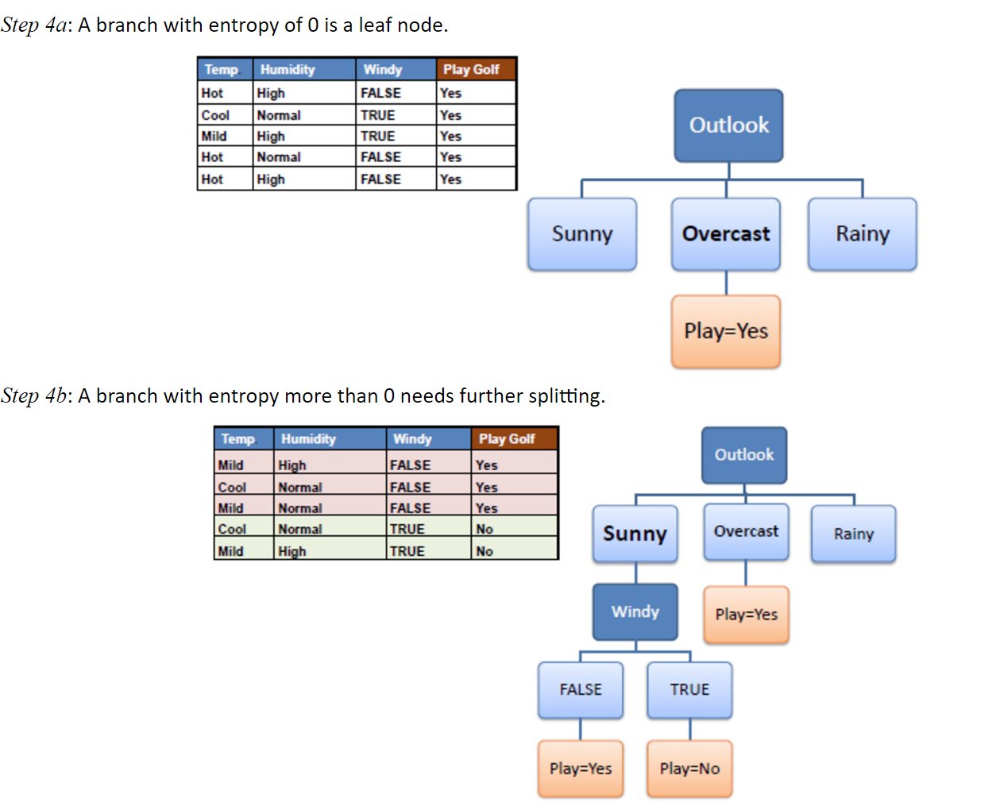 Step 4a: A branch with entropy of 0 is a leaf node.
Temp. Humidity Windy Play Golf
Hot High FALSE Yes
Cool Normal TRUE Yes
Mild High TRUE Yes
Hot Normal FALSE Yes
Hot High FALSE Yes
Outlook
Sunny Overcast Rainy
Play=Yes
Step 4b: A branch with entropy more than 0 needs further splitting.
Temp. Humidity Windy Play Golf
Mild High FALSE Yes
Cool Normal FALSE Yes
Mild Normal FALSE Yes
Cool Normal TRUE No
Mild High TRUE No
Outlook
Sunny Overcast Rainy
Windy Play=Yes
FALSE TRUE
Play=Yes Play=No